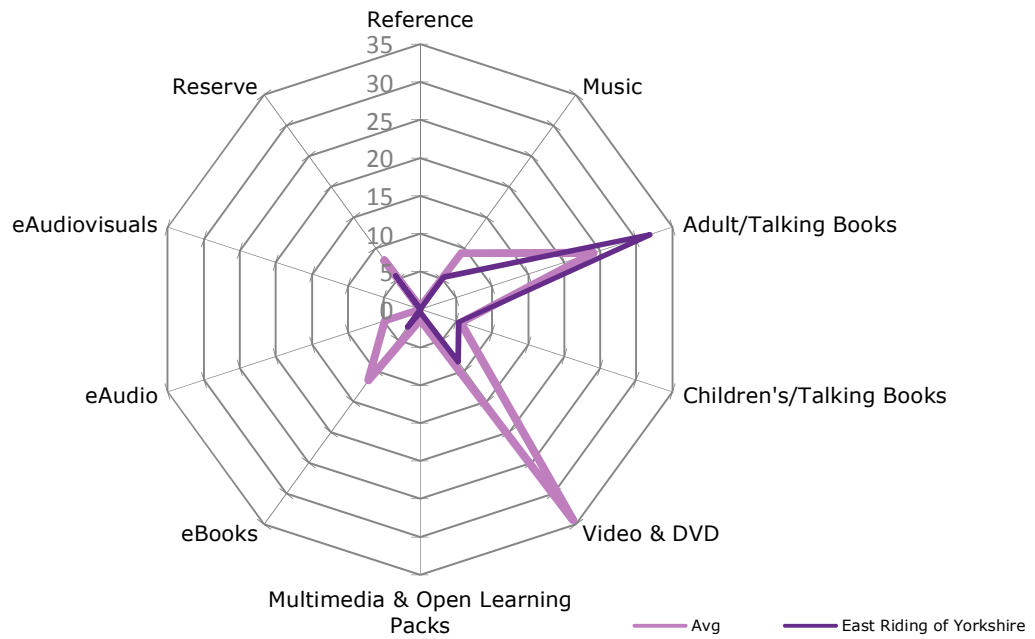 Reference
35
30
25
20
15
10
5
0
Music
Adult/Talking Books
Children's/Talking Books
Video & DVD
Multimedia & Open Learning
Packs
eBooks
eAudio
eAudiovisuals
Reserve
Avg
East Riding of Yorkshire